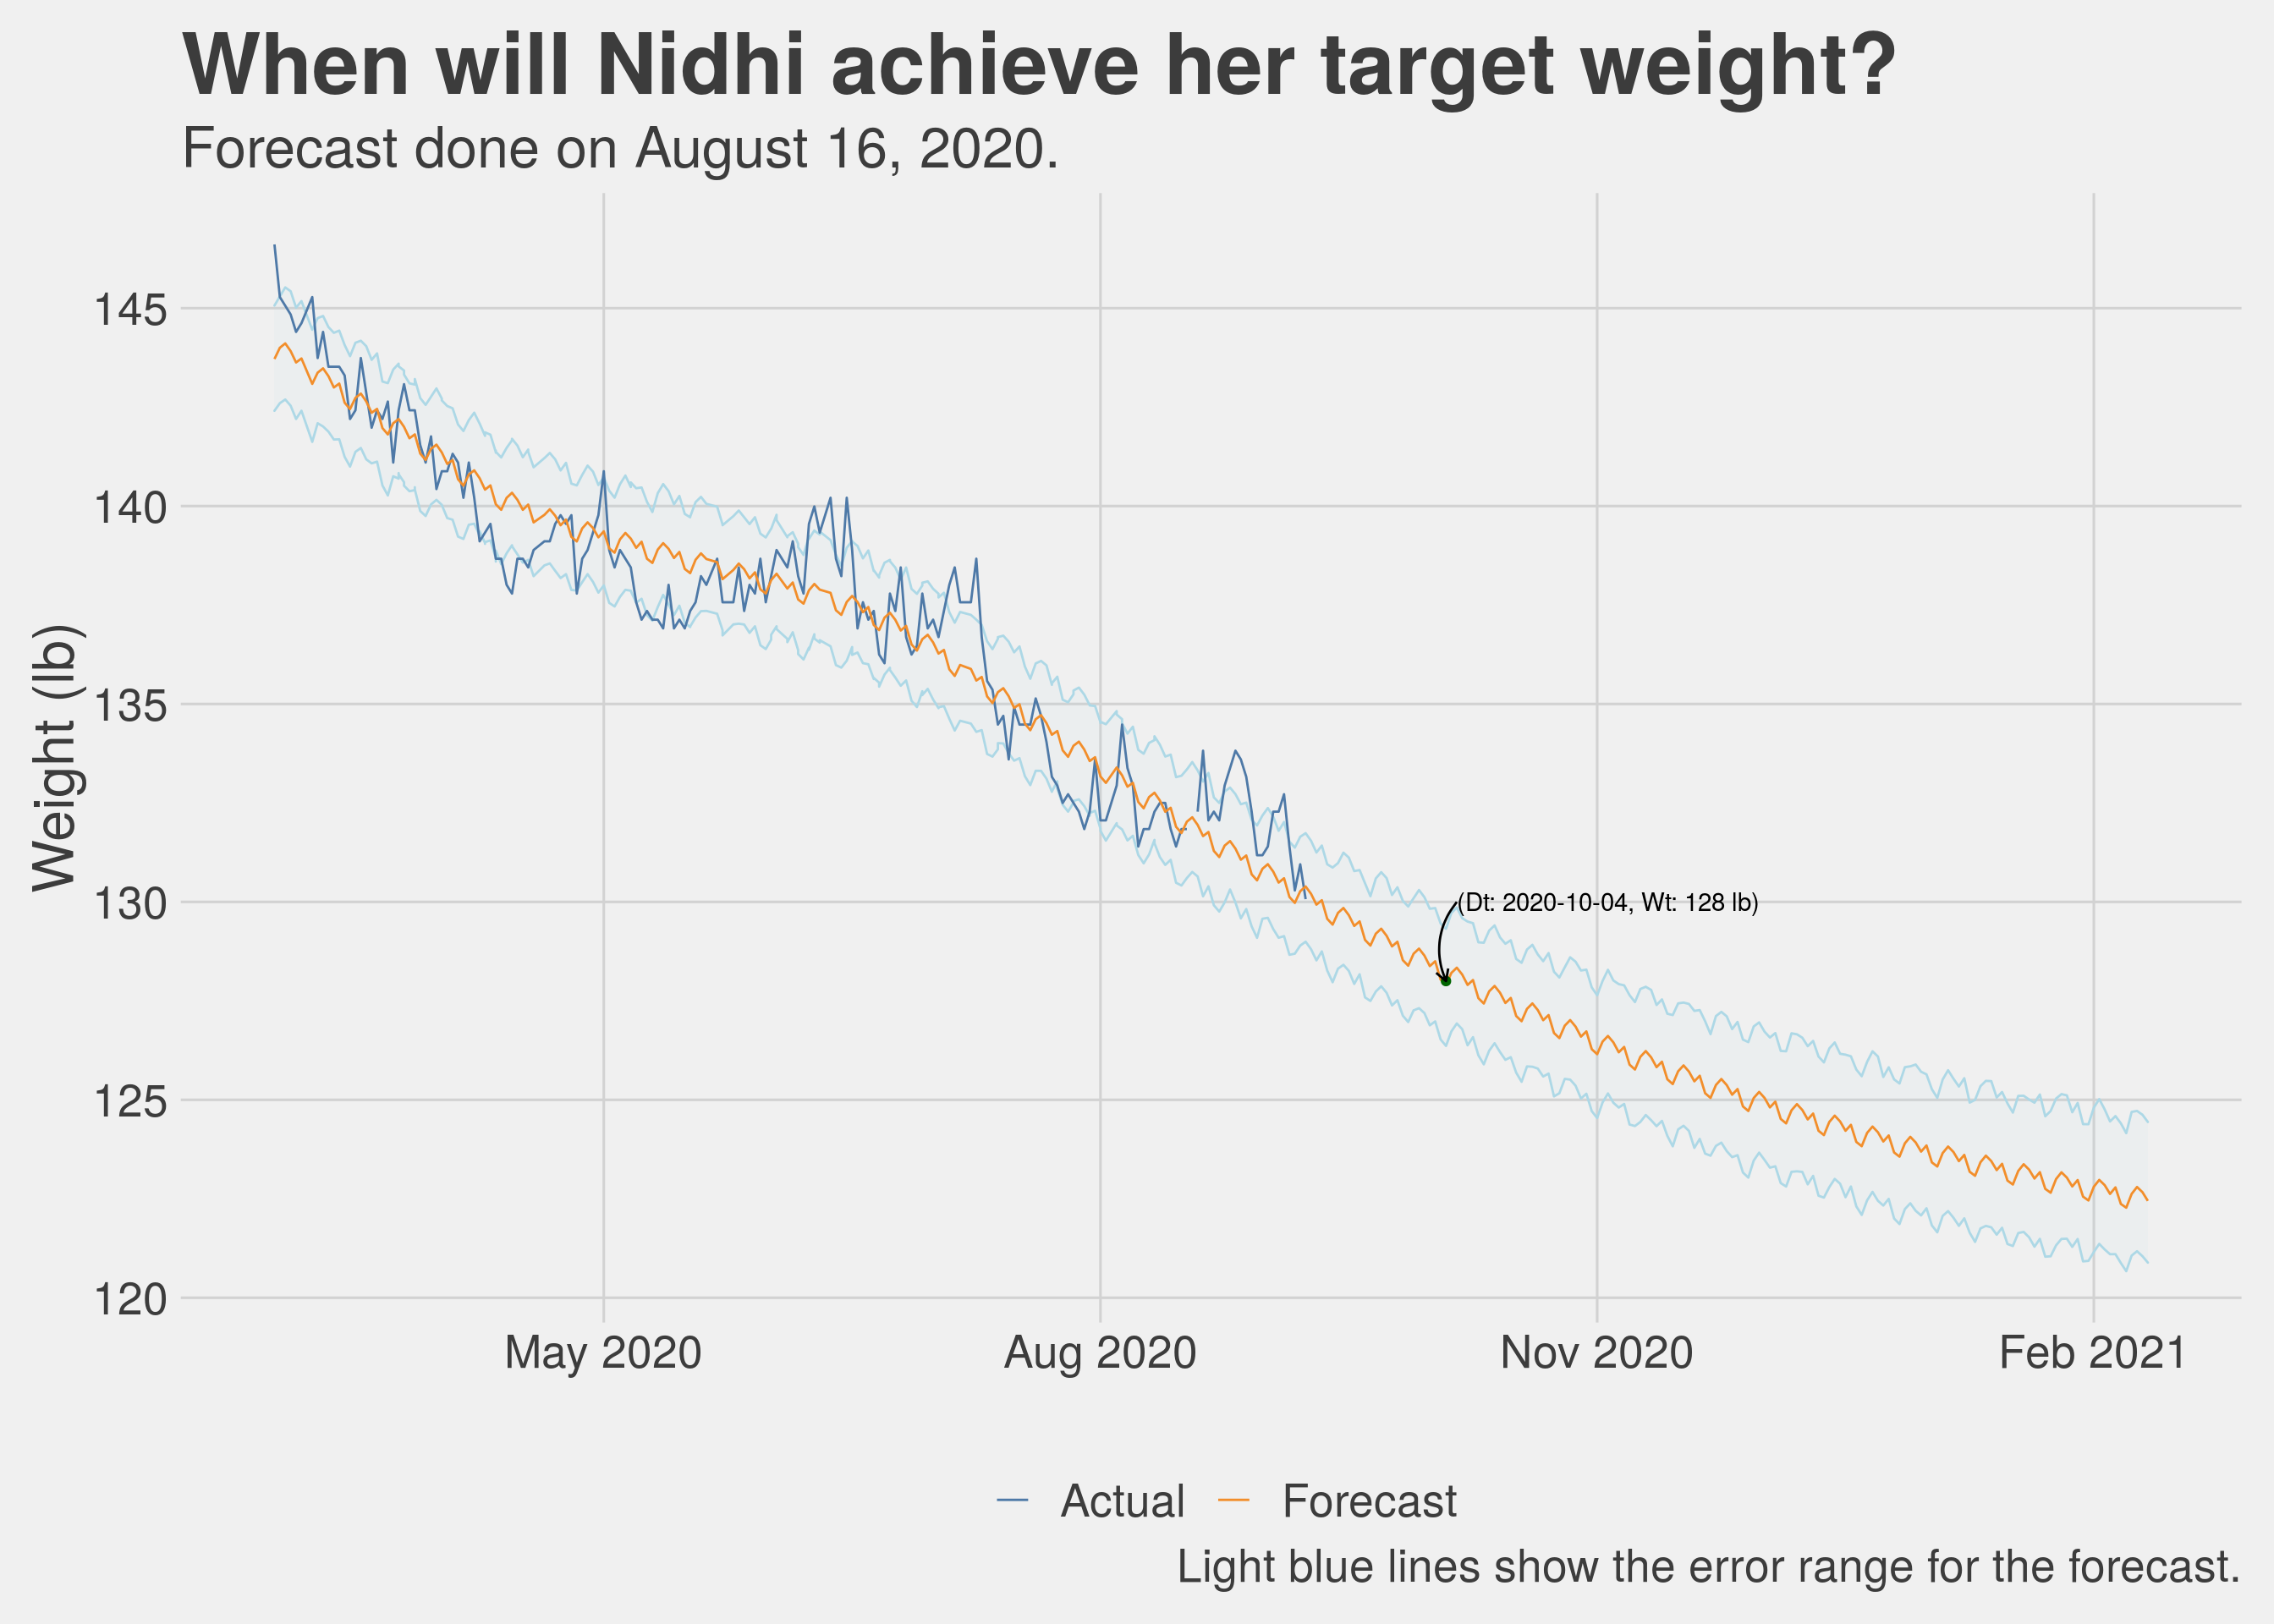 When will Nidhi achieve her target weight?
Forecast done on August 16, 2020.
Weight (lb)
145
140
135
130
125
120
(Dt: 2020-10-04, Wt: 128 lb)
May 2020
Aug 2020
Nov 2020
Feb 2021
Actual
Forecast
Light blue lines show the error range for the forecast.